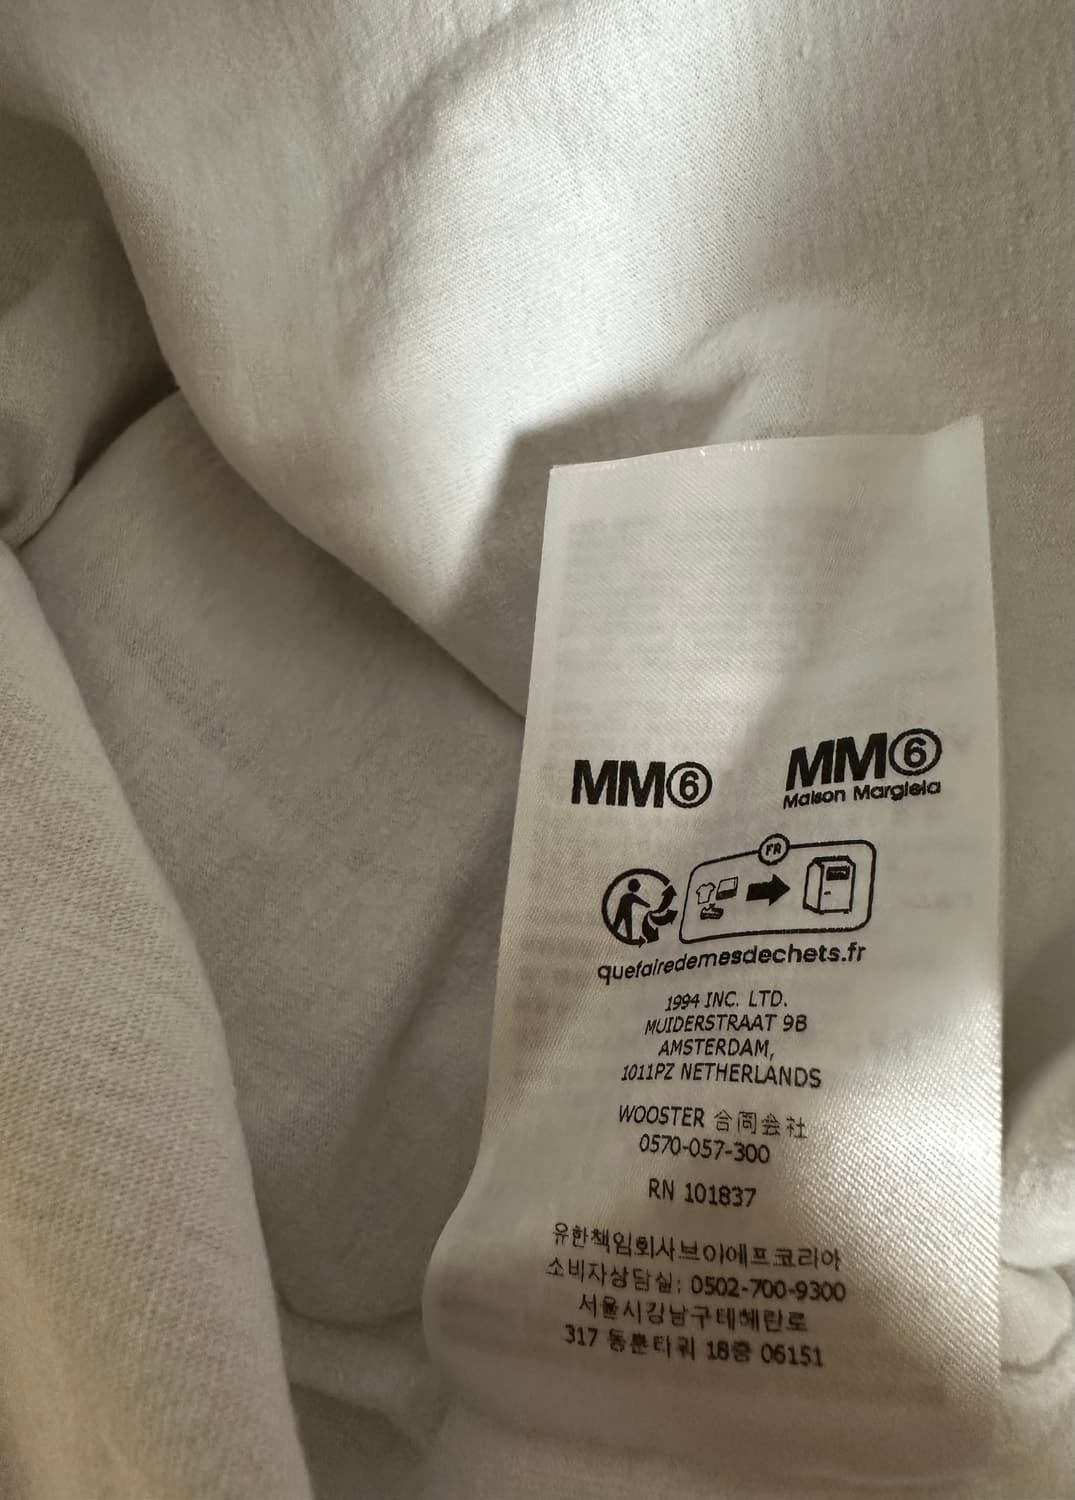 MM⑥
MM⑥
Maison Margiela
FR
quefairedemesdechets.fr
1994 INC. LTD.
MUIDERSTRAAT 9B
AMSTERDAM,
1011PZ NETHERLANDS
WOOSTER 合同会社
0570-057-300
RN 101837
유한책임회사브이에프코리아
소비자상담실: 0502-700-9300
서울시강남구테헤란로
317 동훈타워 18층 06151